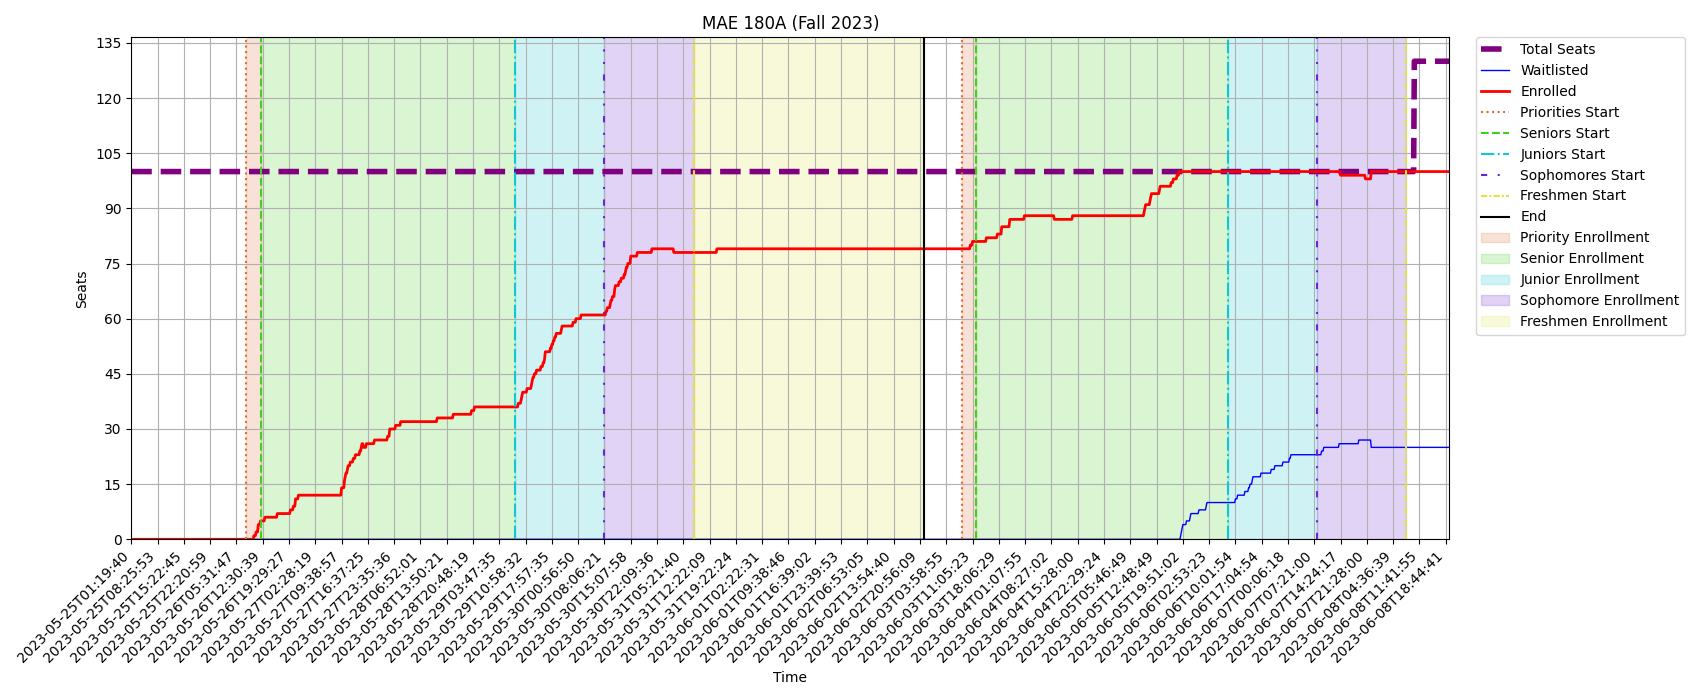 MAE 180A (Fall 2023)
135
120
105
90
75
60
45
30
15
0
Seats
2023-05-25T01:19:40
2023-05-25T08:25:53
2023-05-25T15:22:45
2023-05-25T22:20:59
2023-05-26T05:31:47
2023-05-26T12:30:39
2023-05-26T19:29:27
2023-05-27T02:28:19
2023-05-27T09:38:57
2023-05-27T16:37:25
2023-05-27T23:35:36
2023-05-28T06:52:01
2023-05-28T13:50:21
2023-05-28T20:48:19
2023-05-29T03:47:35
2023-05-29T10:58:32
2023-05-29T17:57:35
2023-05-30T00:56:50
2023-05-30T08:06:21
2023-05-30T15:07:58
2023-05-30T22:09:36
2023-05-31T05:21:40
2023-05-31T12:22:09
2023-05-31T19:22:24
2023-06-01T02:22:31
2023-06-01T09:38:46
2023-06-01T16:39:02
2023-06-01T23:39:53
2023-06-02T06:53:05
2023-06-02T13:54:40
2023-06-02T20:56:09
2023-06-03T03:58:55
2023-06-03T11:05:23
2023-06-03T18:06:29
2023-06-04T01:07:55
2023-06-04T08:27:02
2023-06-04T15:28:00
2023-06-04T22:29:24
2023-06-05T05:46:49
2023-06-05T12:48:49
2023-06-05T19:51:02
2023-06-06T02:53:23
2023-06-06T10:01:54
2023-06-06T17:04:54
2023-06-07T00:06:18
2023-06-07T07:21:00
2023-06-07T14:24:17
2023-06-07T21:28:00
2023-06-08T04:36:39
2023-06-08T11:41:55
2023-06-08T18:44:41
Time
Total Seats
Waitlisted
Enrolled
Priorities Start
Seniors Start
Juniors Start
Sophomores Start
Freshmen Start
End
Priority Enrollment
Senior Enrollment
Junior Enrollment
Sophomore Enrollment
Freshmen Enrollment